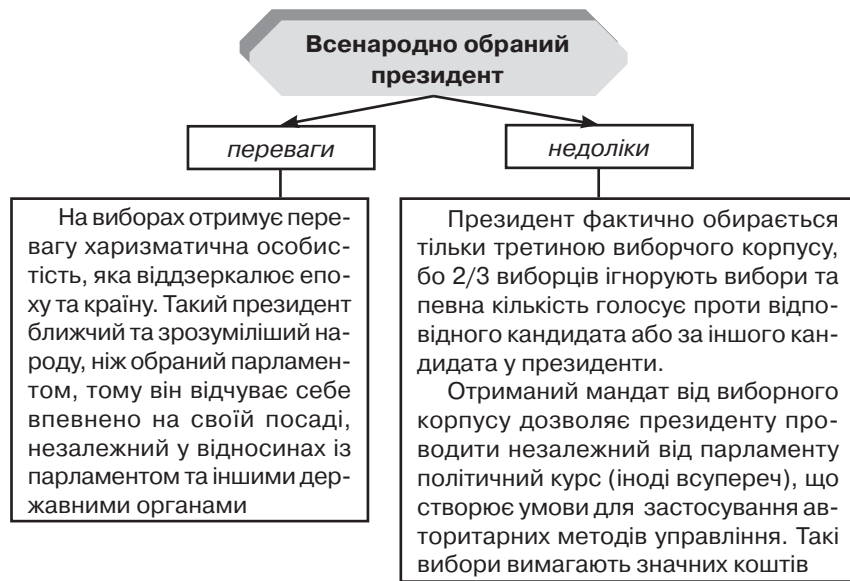 Всенародно обраний
президент
переваги
недоліки
На виборах отримує пере-
вагу харизматична особис-
тість, яка віддзеркалює епо-
ху та країну. Такий президент
ближчий та зрозуміліший на-
роду, ніж обраний парламен-
том, тому він відчуває себе
впевнено на своїй посаді,
незалежний у відносинах із
парламентом та іншими дер-
жавними органами
Президент фактично обирається
тільки третиною виборчого корпусу,
бо 2/3 виборців ігнорують вибори та
певна кількість голосує проти відпо-
відного кандидата або за іншого кан-
дидата у президенти.
Отриманий мандат від виборного
корпусу дозволяє президенту про-
водити незалежний від парламенту
політичний курс (іноді всупереч), що
створює умови для застосування ав-
торитарних методів управління. Такі
вибори вимагають значних коштів